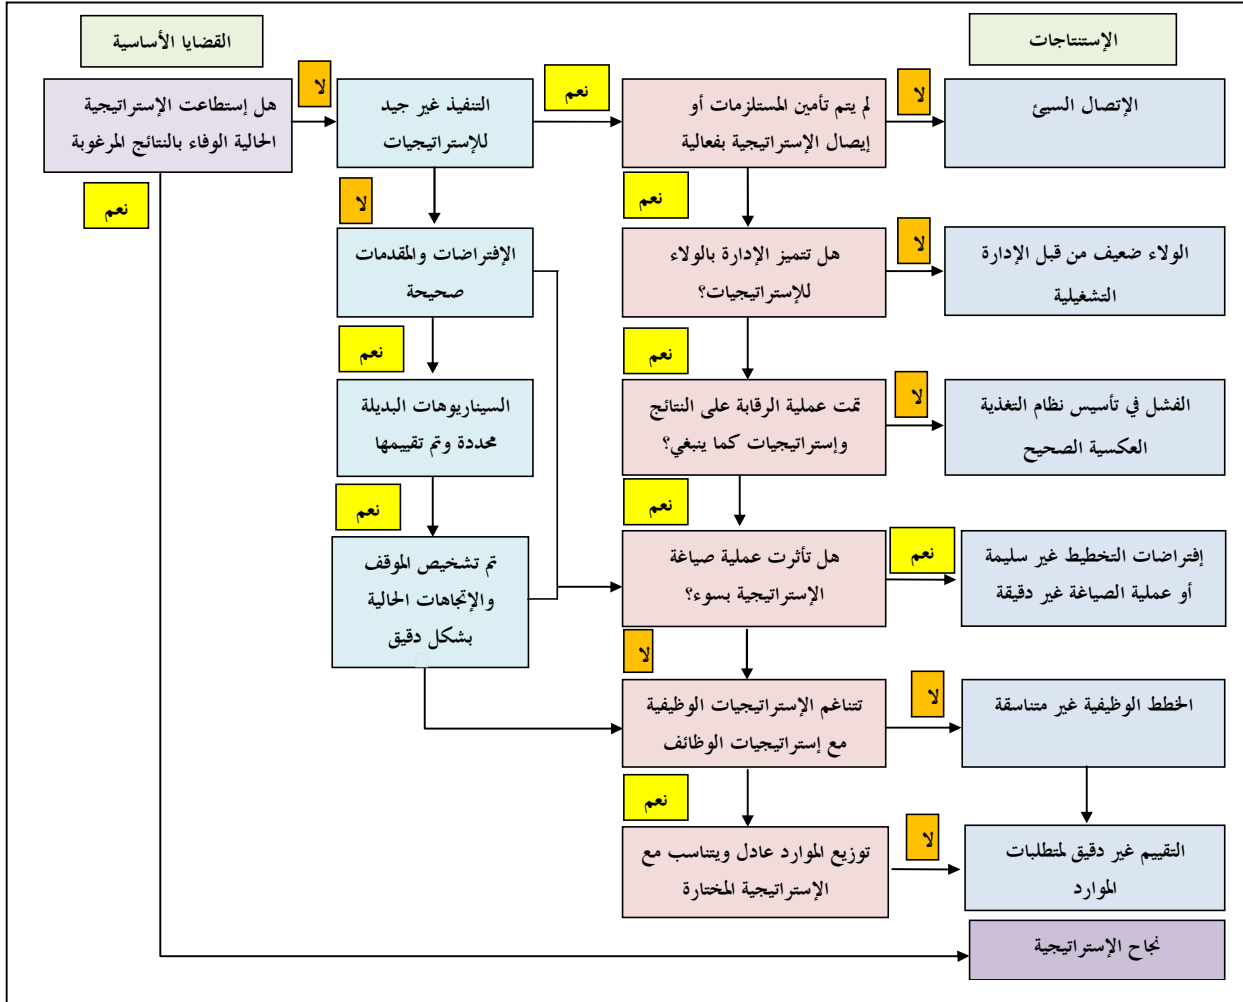 القضايا الأساسية
الإستنتاجات
هل إستطاعت الإستراتيجية
الحالية الوفاء بالنتائج المرغوبة
لا
التنفيذ غير جيد
للإستراتيجيات
نعم
لم يتم تأمين المستلزمات أو
إيصال الإستراتيجية بفعالية
لا
الإتصال السيئ
نعم
لا
نعم
الإفتراضات والمقدمات
صحيحة
هل تتميز الإدارة بالولاء
للإستراتيجيات؟
لا
الولاء ضعيف من قبل الإدارة
التشغيلية
نعم
نعم
السيناريوهات البديلة
محددة وتم تقييمها
تمت عملية الرقابة على النتائج
وإستراتيجيات كما ينبغي؟
لا
الفشل في تأسيس نظام التغذية
العكسية الصحيح
نعم
نعم
تم تشخيص الموقف
والإتجاهات الحالية
بشكل دقيق
هل تأثرت عملية صياغة
الإستراتيجية بسوء؟
نعم
إفتراضات التخطيط غير سليمة
أو عملية الصياغة غير دقيقة
لا
تتناغم الإستراتيجيات الوظيفية
مع إستراتيجيات الوظائف
لا
الخطط الوظيفية غير متناسقة
نعم
توزيع الموارد عادل ويتناسب مع
الإستراتيجية المختارة
لا
التقييم غير دقيق لمتطلبات
الموارد
نجاح الإستراتيجية